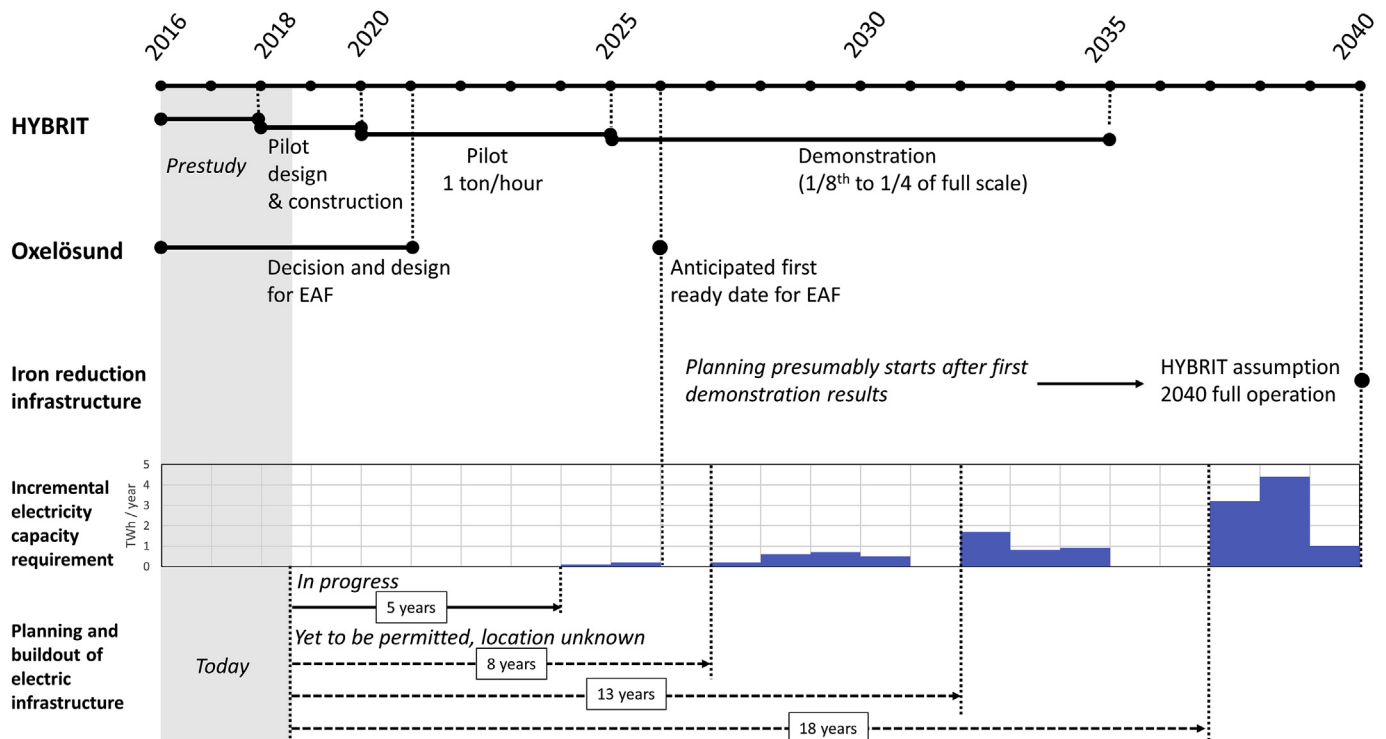 2016
2018
2020
2025
2030
2035
2040
HYBRIT
Prestudy
Pilot
design
& construction
Pilot
1 ton/hour
Demonstration
(1/8th to 1/4 of full scale)
Oxelösund
Decision and design
for EAF
Anticipated first
ready date for EAF
Iron reduction
infrastructure
Planning presumably starts after first
demonstration results
HYBRIT assumption
2040 full operation
Incremental
electricity
capacity
requirement
TWh / year
5
4
3
2
1
0
Planning and
buildout of
electric
infrastructure
Today
In progress
5 years
Yet to be permitted, location unknown
8 years
13 years
18 years